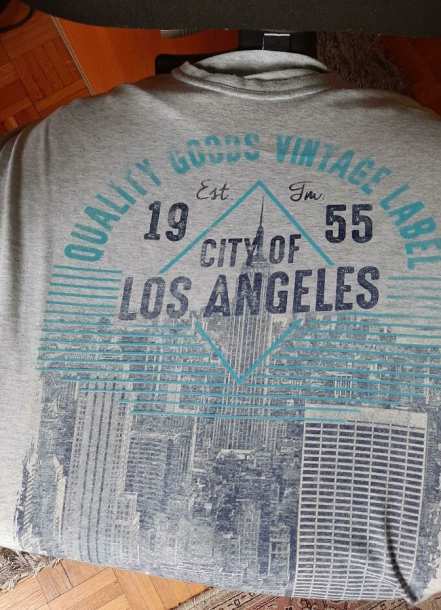 QUALITY GOODS VINTAGE LABEL
Est. Tm.
19 55
CITY OF
LOS ANGELES